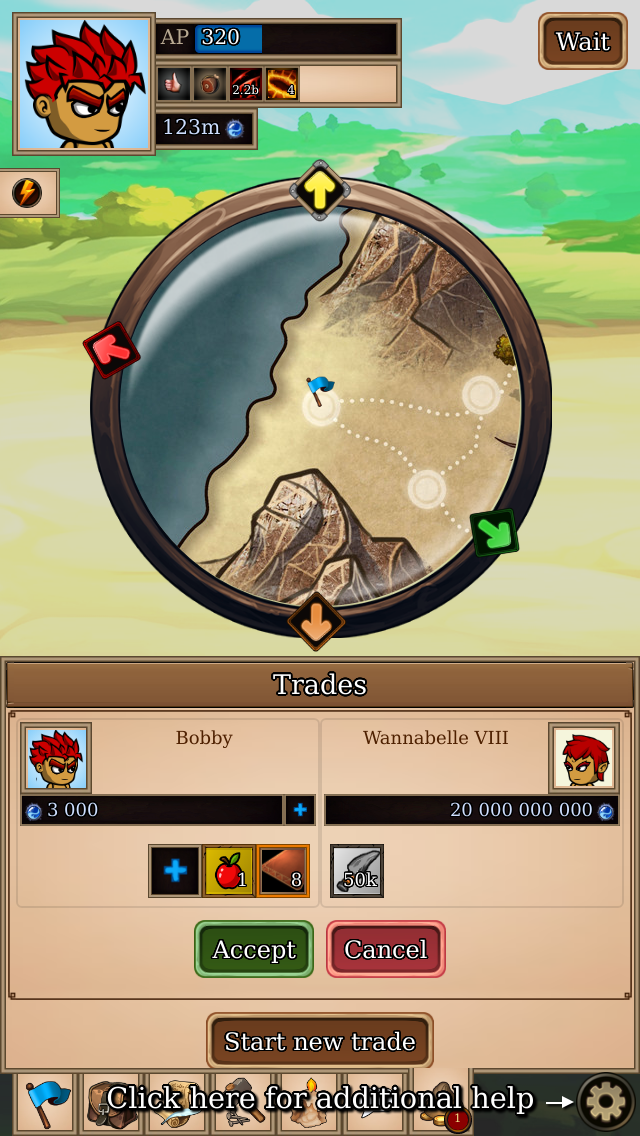 AP 320
Wait
2.2b
4
123m
Trades
Bobby
Wannabelle VIII
3 000
20 000 000 000
1
8
50k
Accept
Cancel
Start new trade
Click here for additional help
1